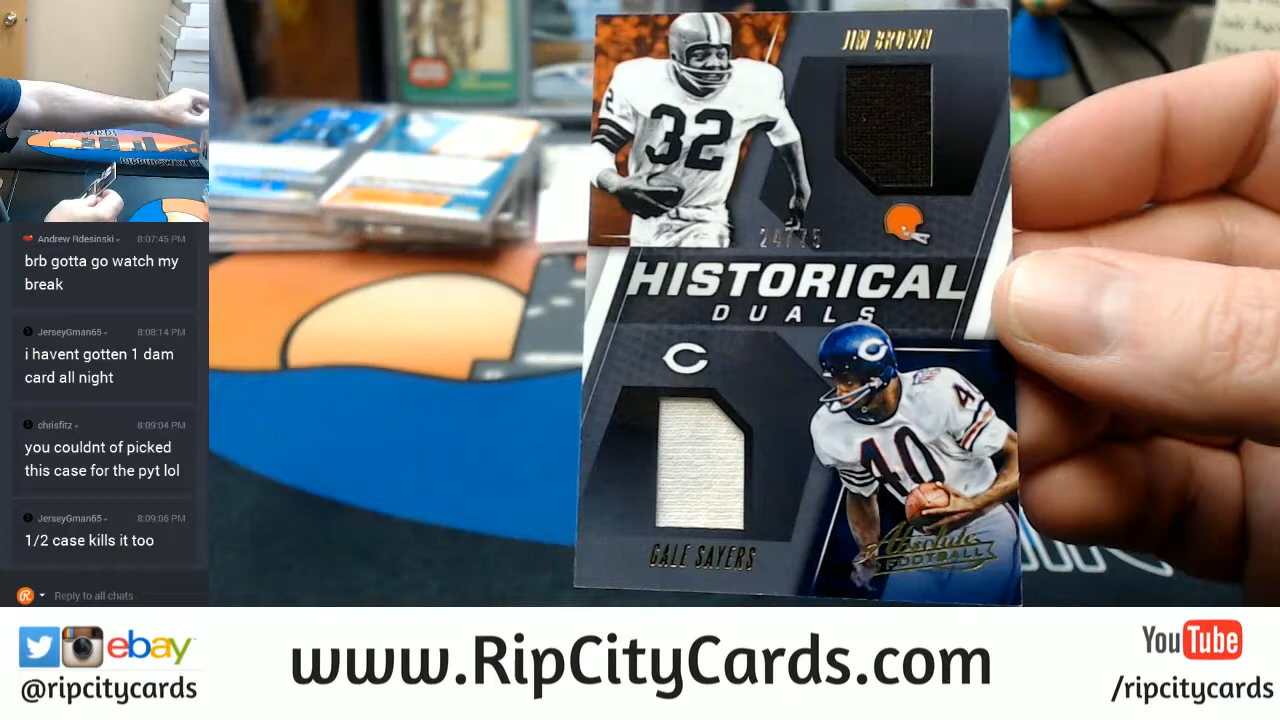 Andrew Rdesinski
8:07:45 PM
brb gotta go watch my
break
JerseyGman65
8:08:14 PM
i havent gotten 1 dam
card all night
chrisfitz
8:09:04 PM
you couldnt of picked
this case for the pyt lol
JerseyGman65
8:09:06 PM
1/2 case kills it too
Reply to all chats
JIM BROWN
32
24/75
HISTORICAL
DUALS
C
C
40
40
GALE SAYERS
Absolute
FOOTBALL
ebay
@ripcitycards
www.RipCityCards.com
YouTube
/ripcitycards